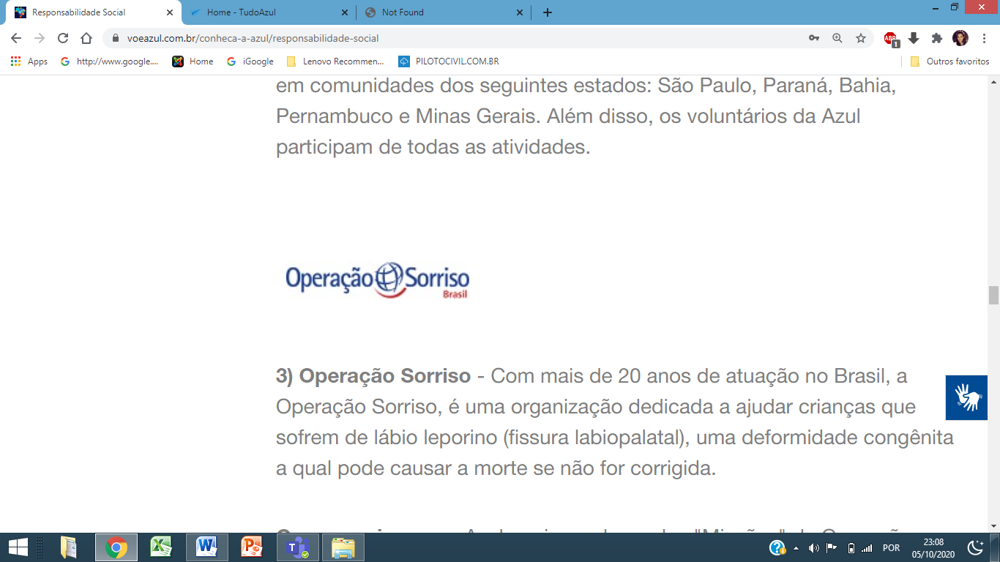 Responsabilidade Social
Home - TudoAzul
Not Found
voeazul.com.br/conheca-a-azul/responsabilidade-social
ABP
1
Apps
http://www.google....
Home
iGoogle
Lenovo Recommen...
PILOTOCIVIL.COM.BR
Outros favoritos
em comunidades dos seguintes estados: São Paulo, Paraná, Bahia,
Pernambuco e Minas Gerais. Além disso, os voluntários da Azul
participam de todas as atividades.
Operação Sorriso
Brasil
3) Operação Sorriso - Com mais de 20 anos de atuação no Brasil, a
Operação Sorriso, é uma organização dedicada a ajudar crianças que
sofrem de lábio leporino (fissura labiopalatal), uma deformidade congênita
a qual pode causar a morte se não for corrigida.
POR
23:08
05/10/2020